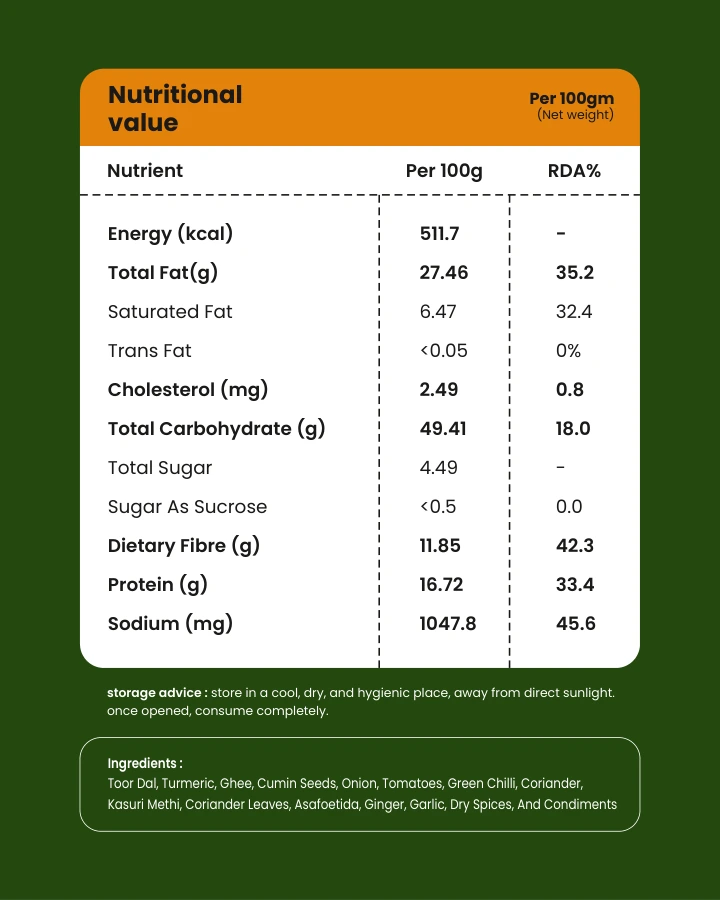 Nutritional
value
Per 100gm
(Net weight)
Nutrient Per 100g RDA%
Energy (kcal) 511.7 -
Total Fat(g) 27.46 35.2
Saturated Fat 6.47 32.4
Trans Fat <0.05 0%
Cholesterol (mg) 2.49 0.8
Total Carbohydrate (g) 49.41 18.0
Total Sugar 4.49 -
Sugar As Sucrose <0.5 0.0
Dietary Fibre (g) 11.85 42.3
Protein (g) 16.72 33.4
Sodium (mg) 1047.8 45.6
storage advice : store in a cool, dry, and hygienic place, away from direct sunlight.
once opened, consume completely.
Ingredients :
Toor Dal, Turmeric, Ghee, Cumin Seeds, Onion, Tomatoes, Green Chilli, Coriander,
Kasuri Methi, Coriander Leaves, Asafoetida, Ginger, Garlic, Dry Spices, And Condiments